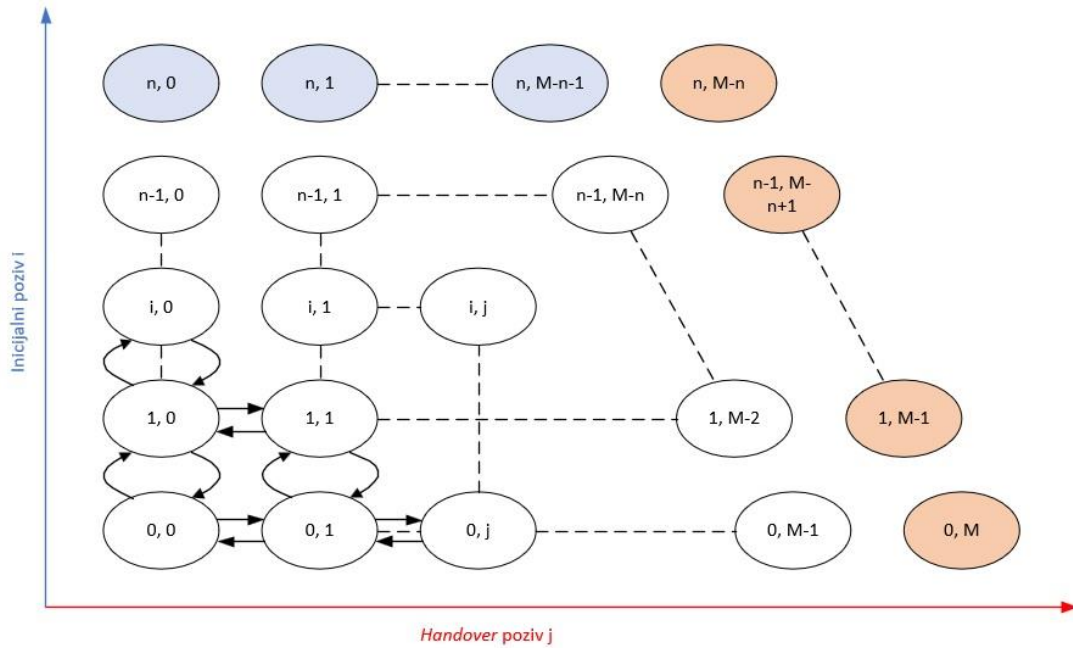 n, 0
n, 1
n, M-n-1
n, M-n
n-1, 0
n-1, 1
n-1, M-n
n-1, M-
n+1
i, 0
i, 1
i, j
1, 0
1, 1
1, M-2
1, M-1
0, 0
0, 1
0, j
0, M-1
0, M
Inicijalni poziv i
Handover poziv j